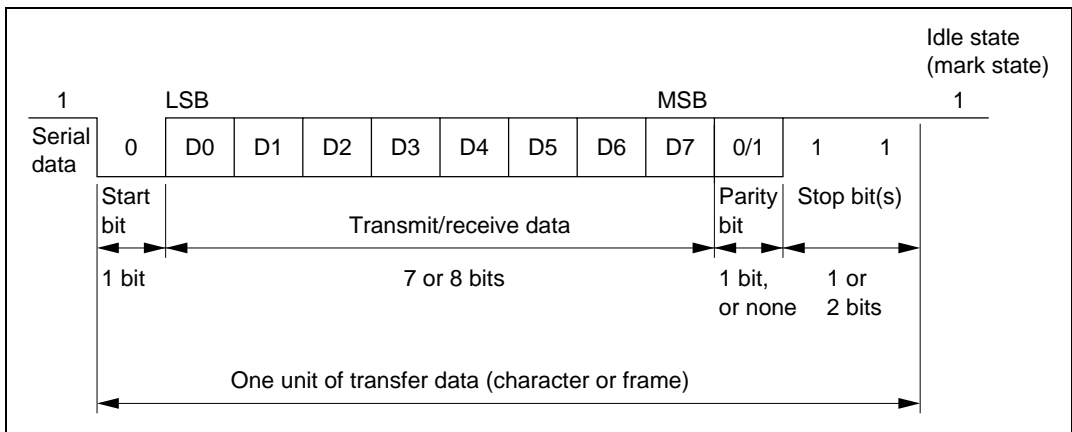 Idle state
(mark state)
1 LSB MSB 1
Serial
data
0 D0 D1 D2 D3 D4 D5 D6 D7 0/1 1 1
Start
bit
Transmit/receive data
Parity
bit
Stop bit(s)
1 bit
7 or 8 bits
1 bit,
or none
1 or
2 bits
One unit of transfer data (character or frame)